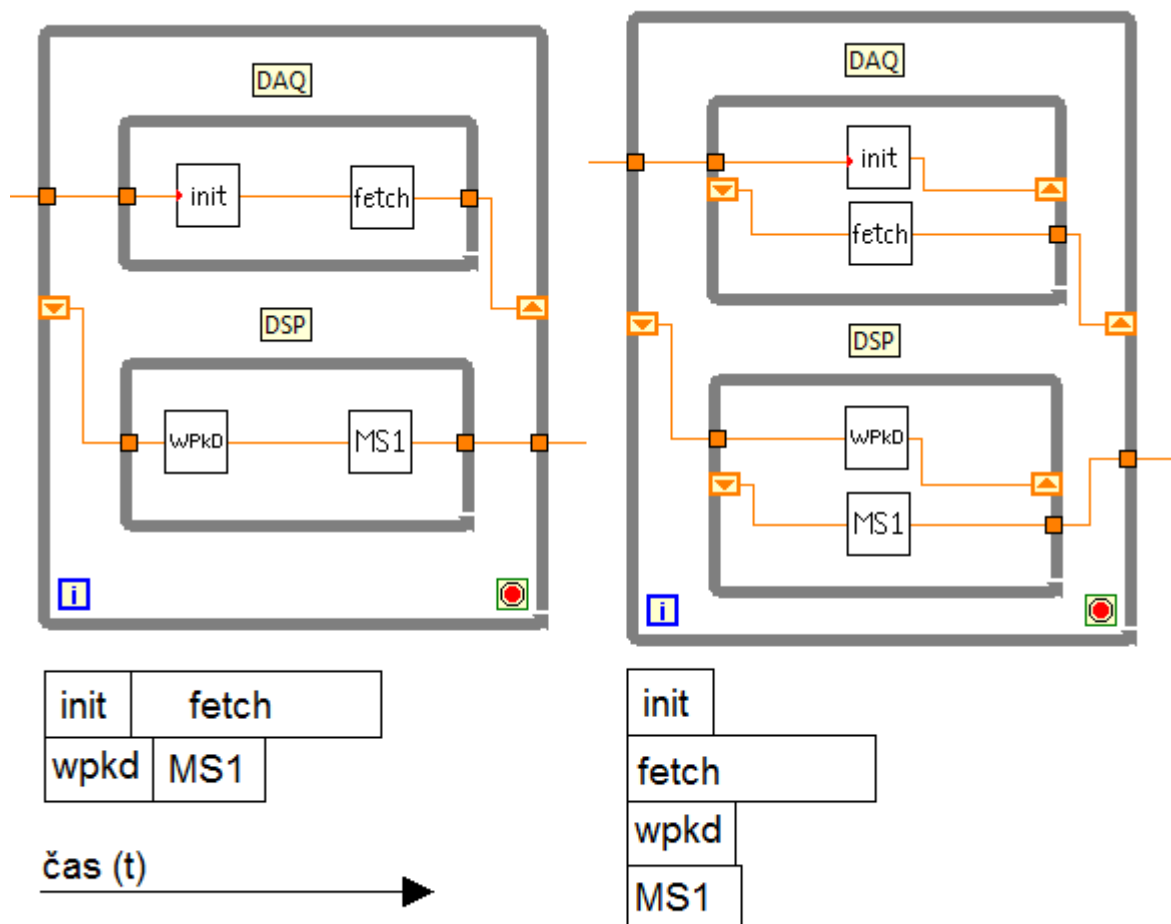 DAQ
init
fetch
DSP
WPkD
MS1
i
DAQ
init
fetch
DSP
WPkD
MS1
i
init fetch
wpkd MS1
čas (t)
init
fetch
wpkd
MS1